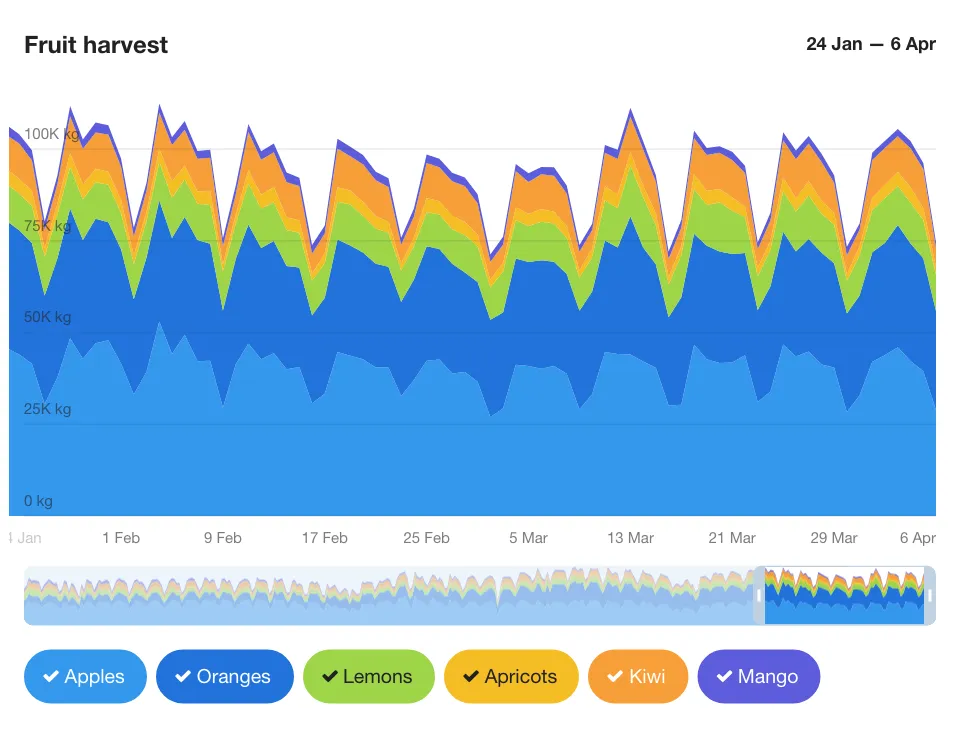 Fruit harvest
24 Jan — 6 Apr
100K kg
75K kg
50K kg
25K kg
0 kg
4 Jan 1 Feb 9 Feb 17 Feb 25 Feb 5 Mar 13 Mar 21 Mar 29 Mar 6 Apr
Apples Oranges Lemons Apricots Kiwi Mango